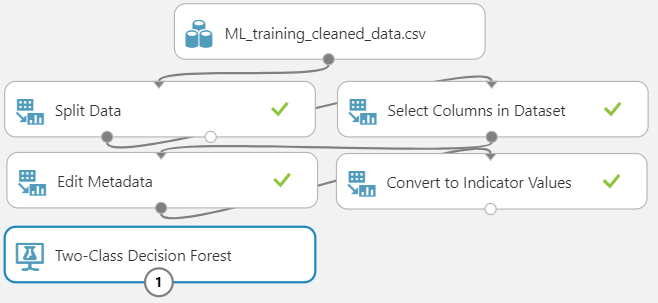 ML_training_cleaned_data.csv
Split Data
Select Columns in Dataset
Edit Metadata
Convert to Indicator Values
Two-Class Decision Forest
1